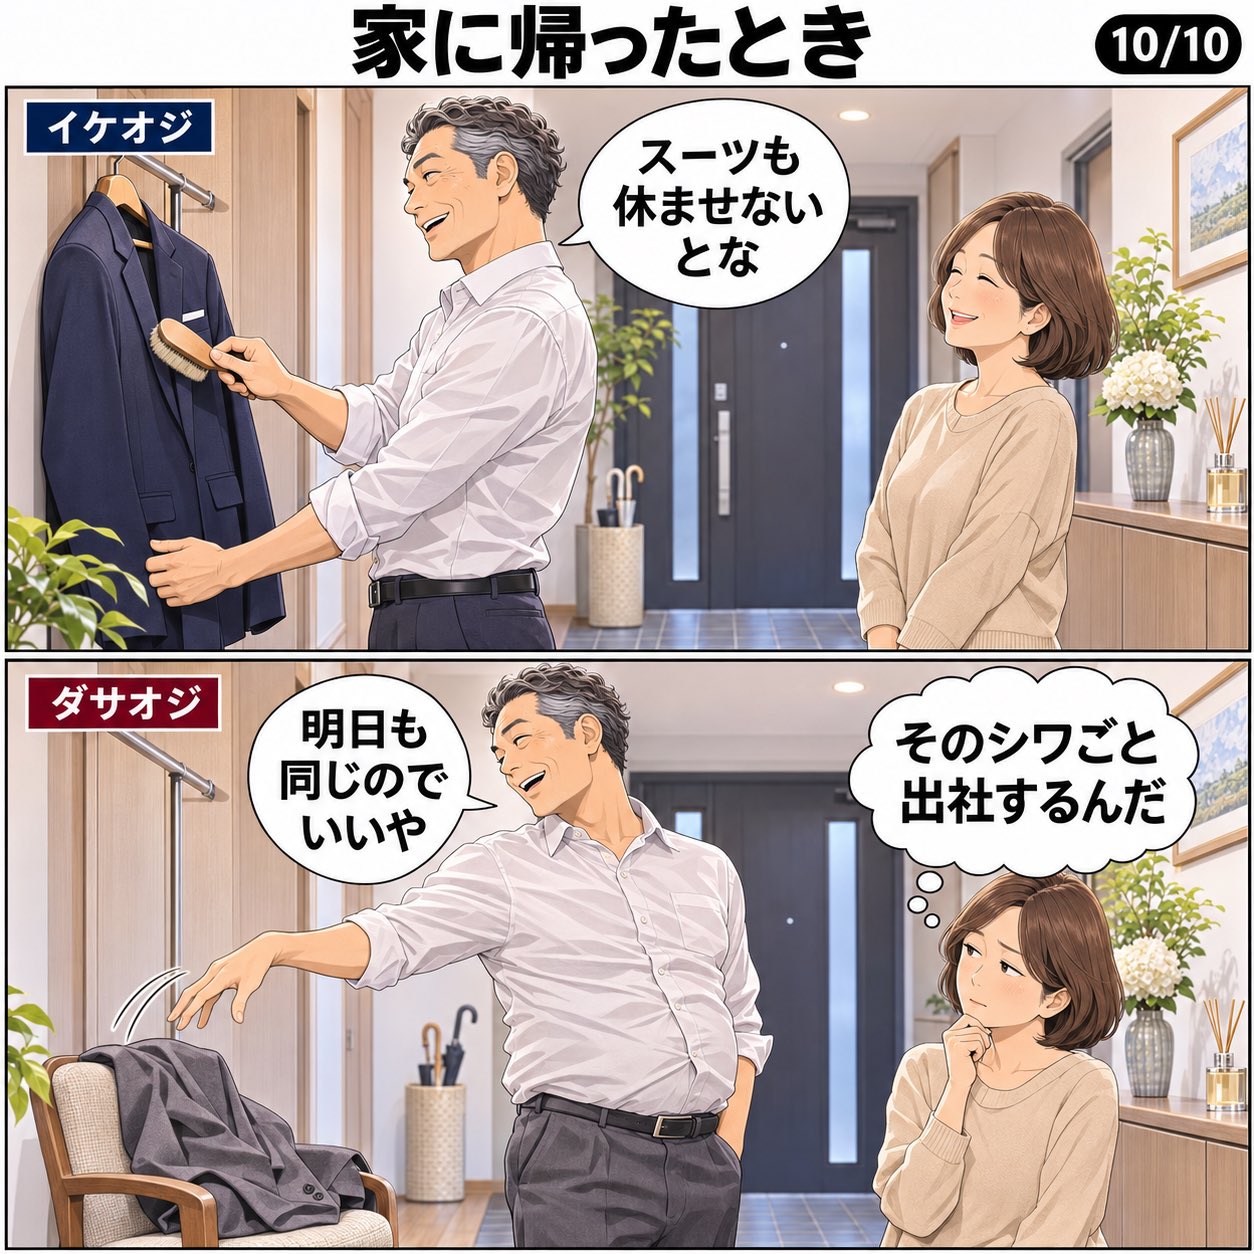 家に帰ったとき
10/10
イケオジ
スーツも
休ませない
とな
ダサオジ
明日も
同じので
いいや
そのシワごと
出社するんだ